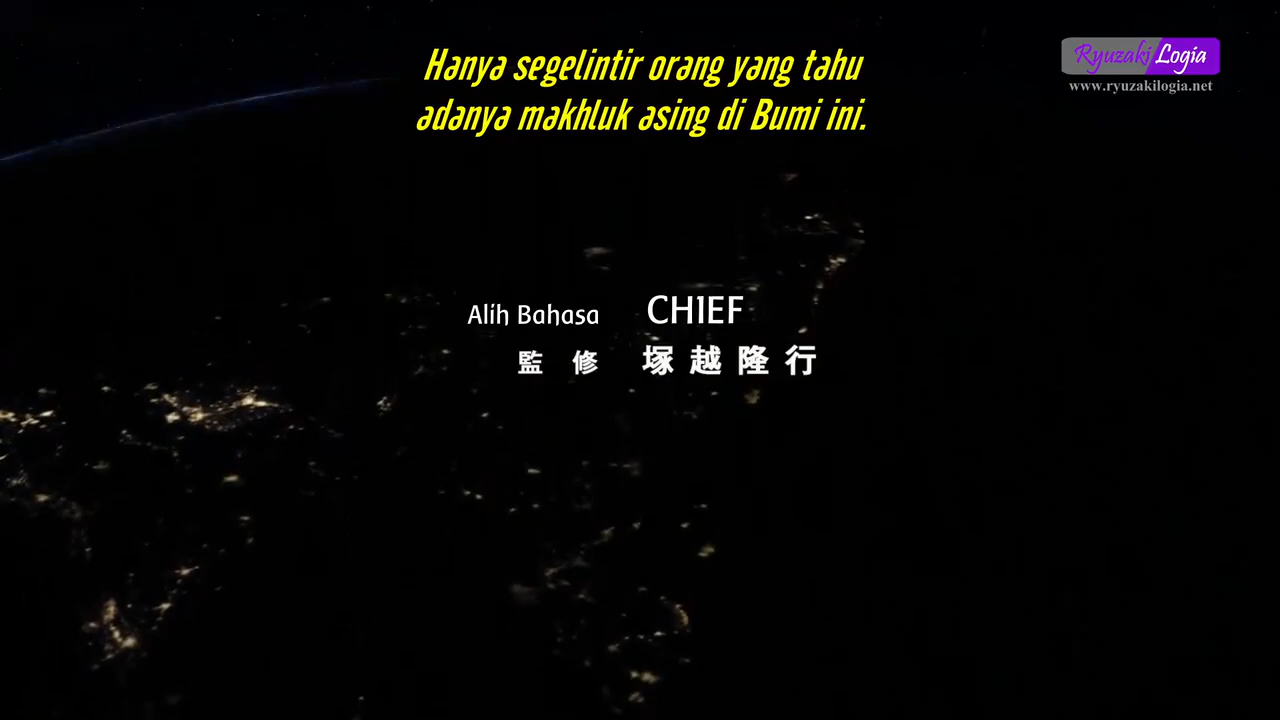 Hanya segelintir orang yang tahu
adanya makhluk asing di Bumi ini.
Ryuzaki Logia
www.ryuzakilogia.net
Alih Bahasa CHIEF
監 修 塚 越 隆 行